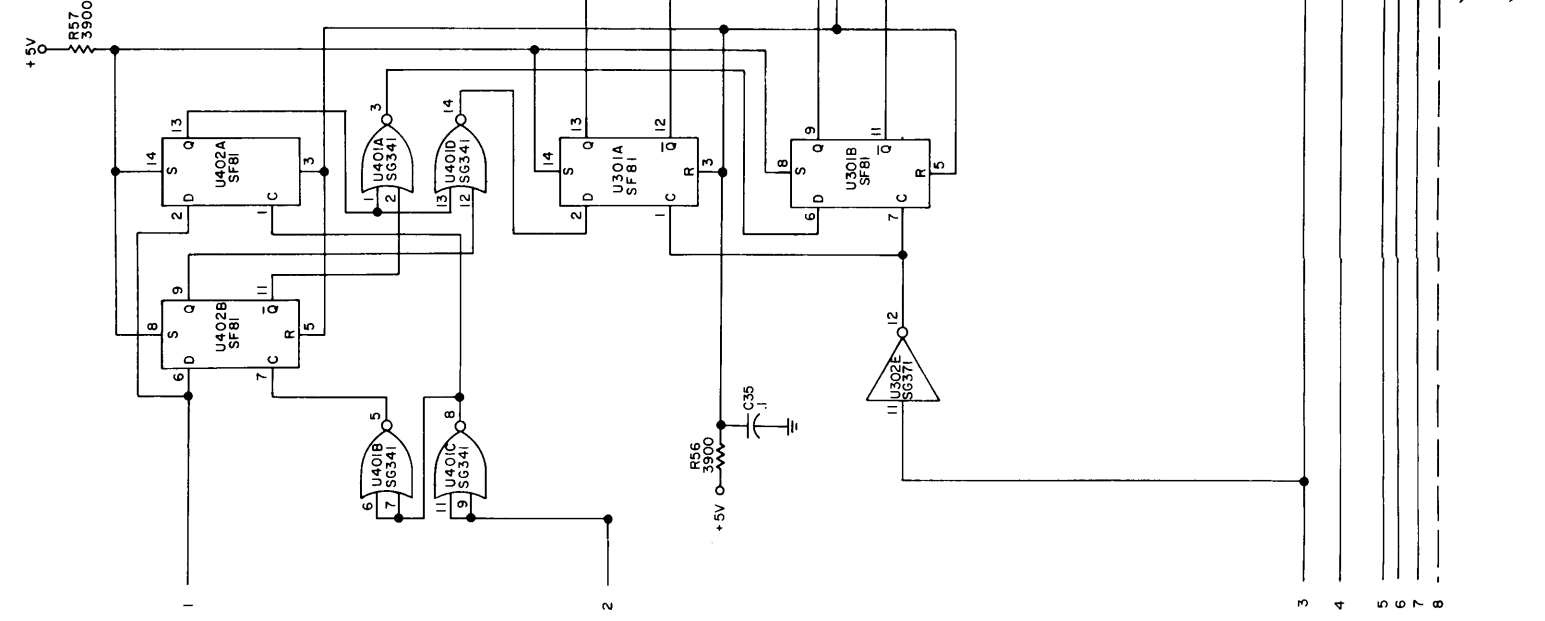 +5V
R57
3900
13
Q
14
S
U402A
SF81
3
D
C
2
1
9
Q
11
Q
8
S
U402B
SF81
R
5
D
C
6
7
3
U401A
SG341
1
2
14
U401D
SG341
13
12
13
Q
12
Q
14
S
U301A
SF81
R
3
D
C
2
1
9
Q
11
Q
8
S
U301B
SF81
R
5
D
C
6
7
5
U401B
SG341
6
7
8
U401C
SG341
11
9
R56
3900
+5V
C35
.1
12
U302E
SG371
11
1
2
3
4
5
6
7
8